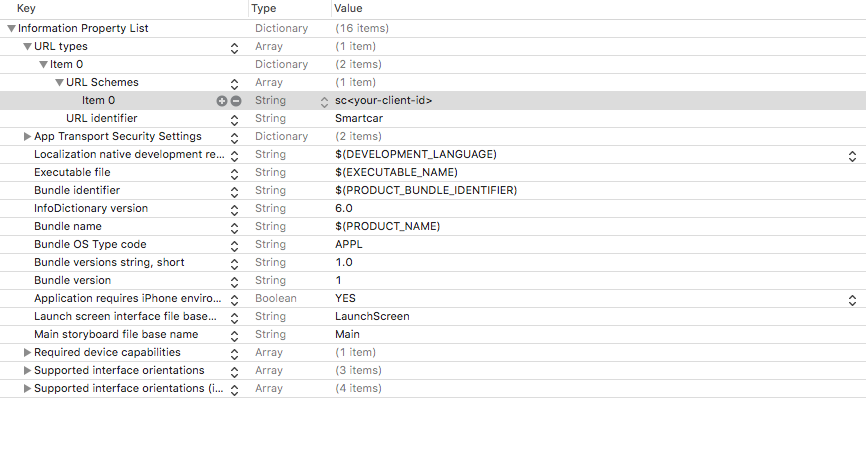 Key Type Value
Information Property List Dictionary (16 items)
URL types Array (1 item)
Item 0 Dictionary (2 items)
URL Schemes Array (1 item)
Item 0 String sc<your-client-id>
URL identifier String Smartcar
App Transport Security Settings Dictionary (2 items)
Localization native development re... String $(DEVELOPMENT_LANGUAGE)
Executable file String $(EXECUTABLE_NAME)
Bundle identifier String $(PRODUCT_BUNDLE_IDENTIFIER)
InfoDictionary version String 6.0
Bundle name String $(PRODUCT_NAME)
Bundle OS Type code String APPL
Bundle versions string, short String 1.0
Bundle version String 1
Application requires iPhone enviro... Boolean YES
Launch screen interface file base... String LaunchScreen
Main storyboard file base name String Main
Required device capabilities Array (1 item)
Supported interface orientations Array (3 items)
Supported interface orientations (i... Array (4 items)